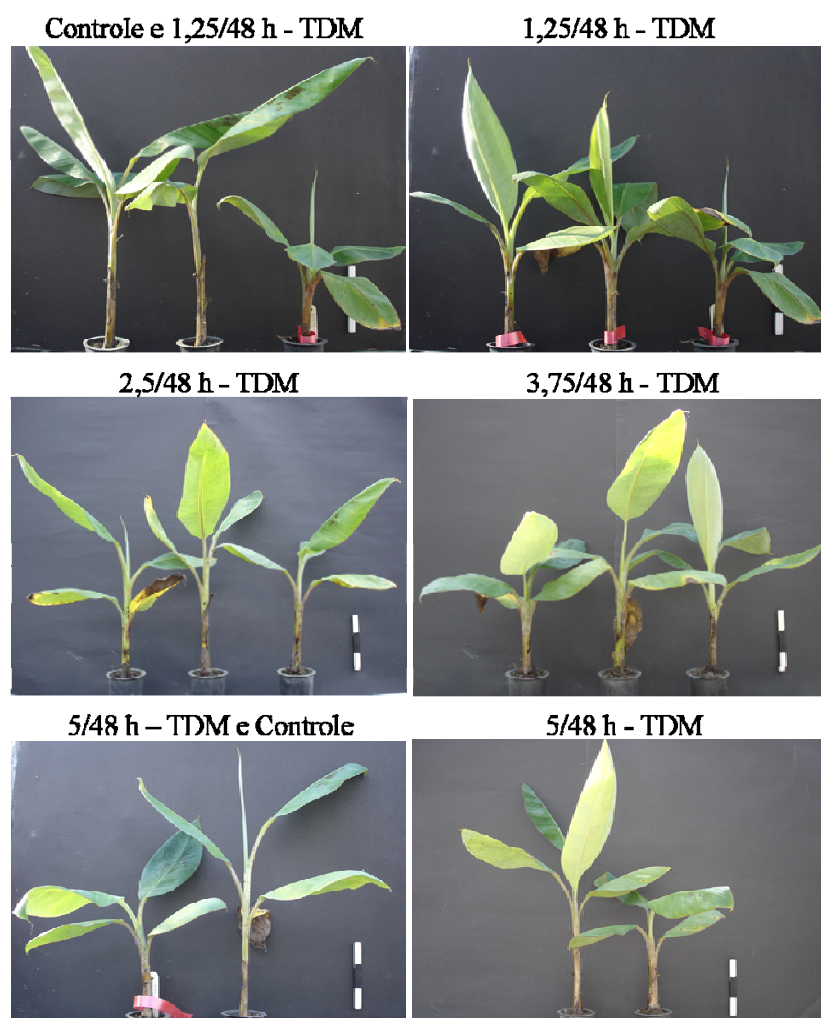 Controle e 1,25/48 h - TDM
1,25/48 h - TDM
2,5/48 h - TDM
3,75/48 h - TDM
5/48 h – TDM e Controle
5/48 h - TDM